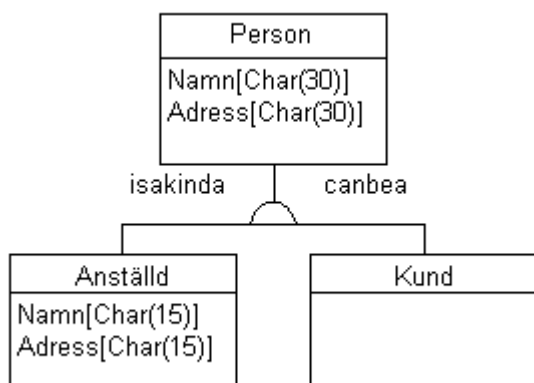 Person
Namn[Char(30)]
Adress[Char(30)]
isakinda canbea
Anställd
Namn[Char(15)]
Adress[Char(15)]
Kund